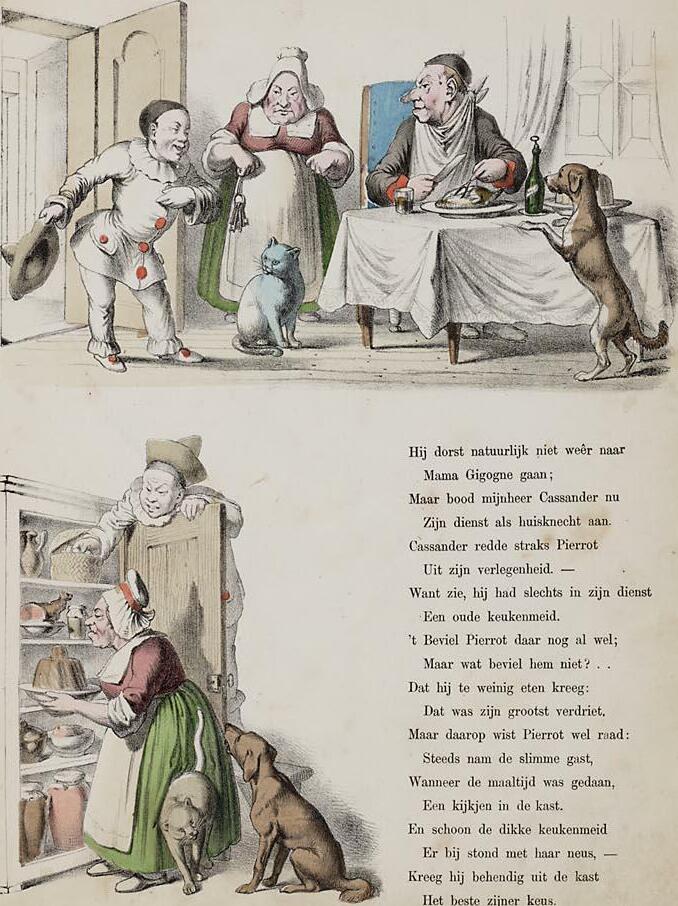 Hij dorst natuurlijk niet weêr naar
Mama Gigogne gaan;
Maar bood mijnheer Cassander nu
Zijn dienst als huisknecht aan.
Cassander redde straks Pierrot
Uit zijn verlegenheid. —
Want zie, hij had slechts in zijn dienst
Een oude keukenmeid.
't Beviel Pierrot daar nog al wel;
Maar wat beviel hem niet? . .
Dat hij te weinig eten kreeg:
Dat was zijn grootst verdriet.
Maar daarop wist Pierrot wel raad:
Steeds nam de slimme gast,
Wanneer de maaltijd was gedaan,
Een kijkjen in de kast.
En schoon de dikke keukenmeid
Er bij stond met haar neus, —
Kreeg hij behendig uit de kast
Het beste zijner keus.